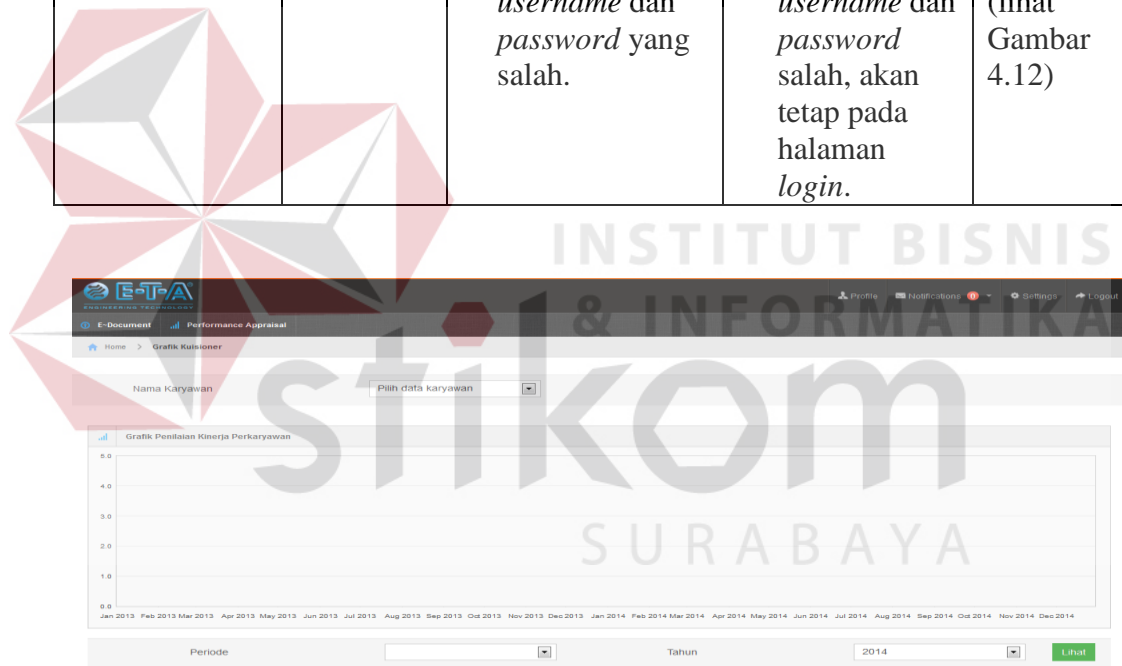 username dan
password yang
salah.
username dan
password
salah, akan
tetap pada
halaman
login.
(lihat
Gambar
4.12)
INSTITUT BISNIS
& INFORMATIKA
stikom
SURABAYA
E-T-A
ENGINEERING TECHNOLOGY
Profile Notifications 0 Settings Logout
E-Document Performance Appraisal
Home > Grafik Kuisioner
Nama Karyawan Pilih data karyawan
Grafik Penilaian Kinerja Perkaryawan
5.0
4.0
3.0
2.0
1.0
0.0
Jan 2013 Feb 2013 Mar 2013 Apr 2013 May 2013 Jun 2013 Jul 2013 Aug 2013 Sep 2013 Oct 2013 Nov 2013 Dec 2013 Jan 2014 Feb 2014 Mar 2014 Apr 2014 May 2014 Jun 2014 Jul 2014 Aug 2014 Sep 2014 Oct 2014 Nov 2014 Dec 2014
Periode Tahun 2014 Lihat